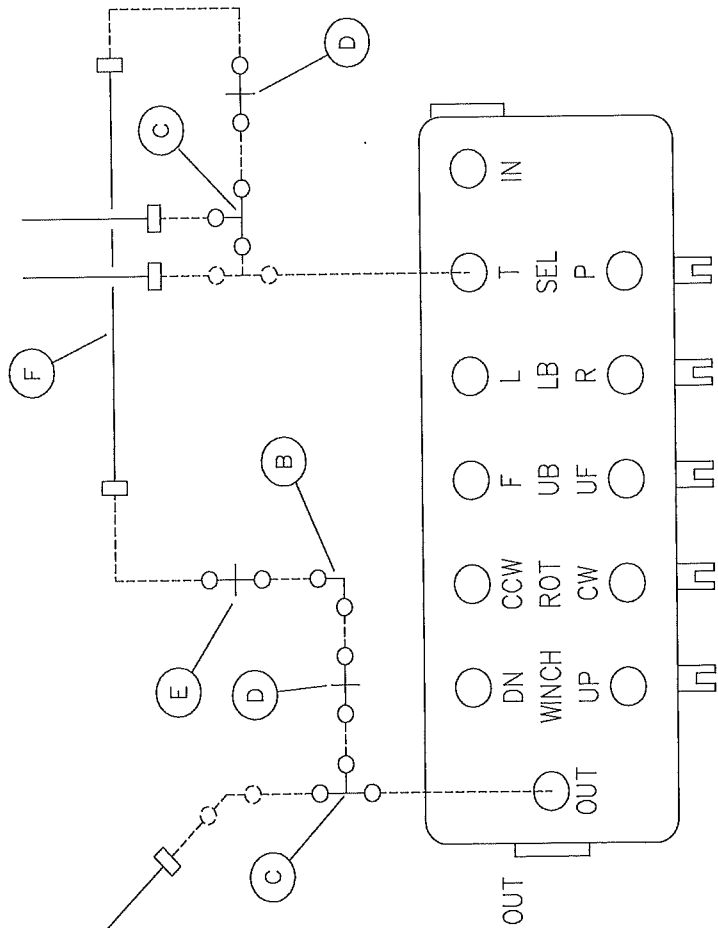 F
C
E
D
C
B
D
OUT DN CCW F L T IN
WINCH ROT UB LB SEL
OUT UP CW UF R P